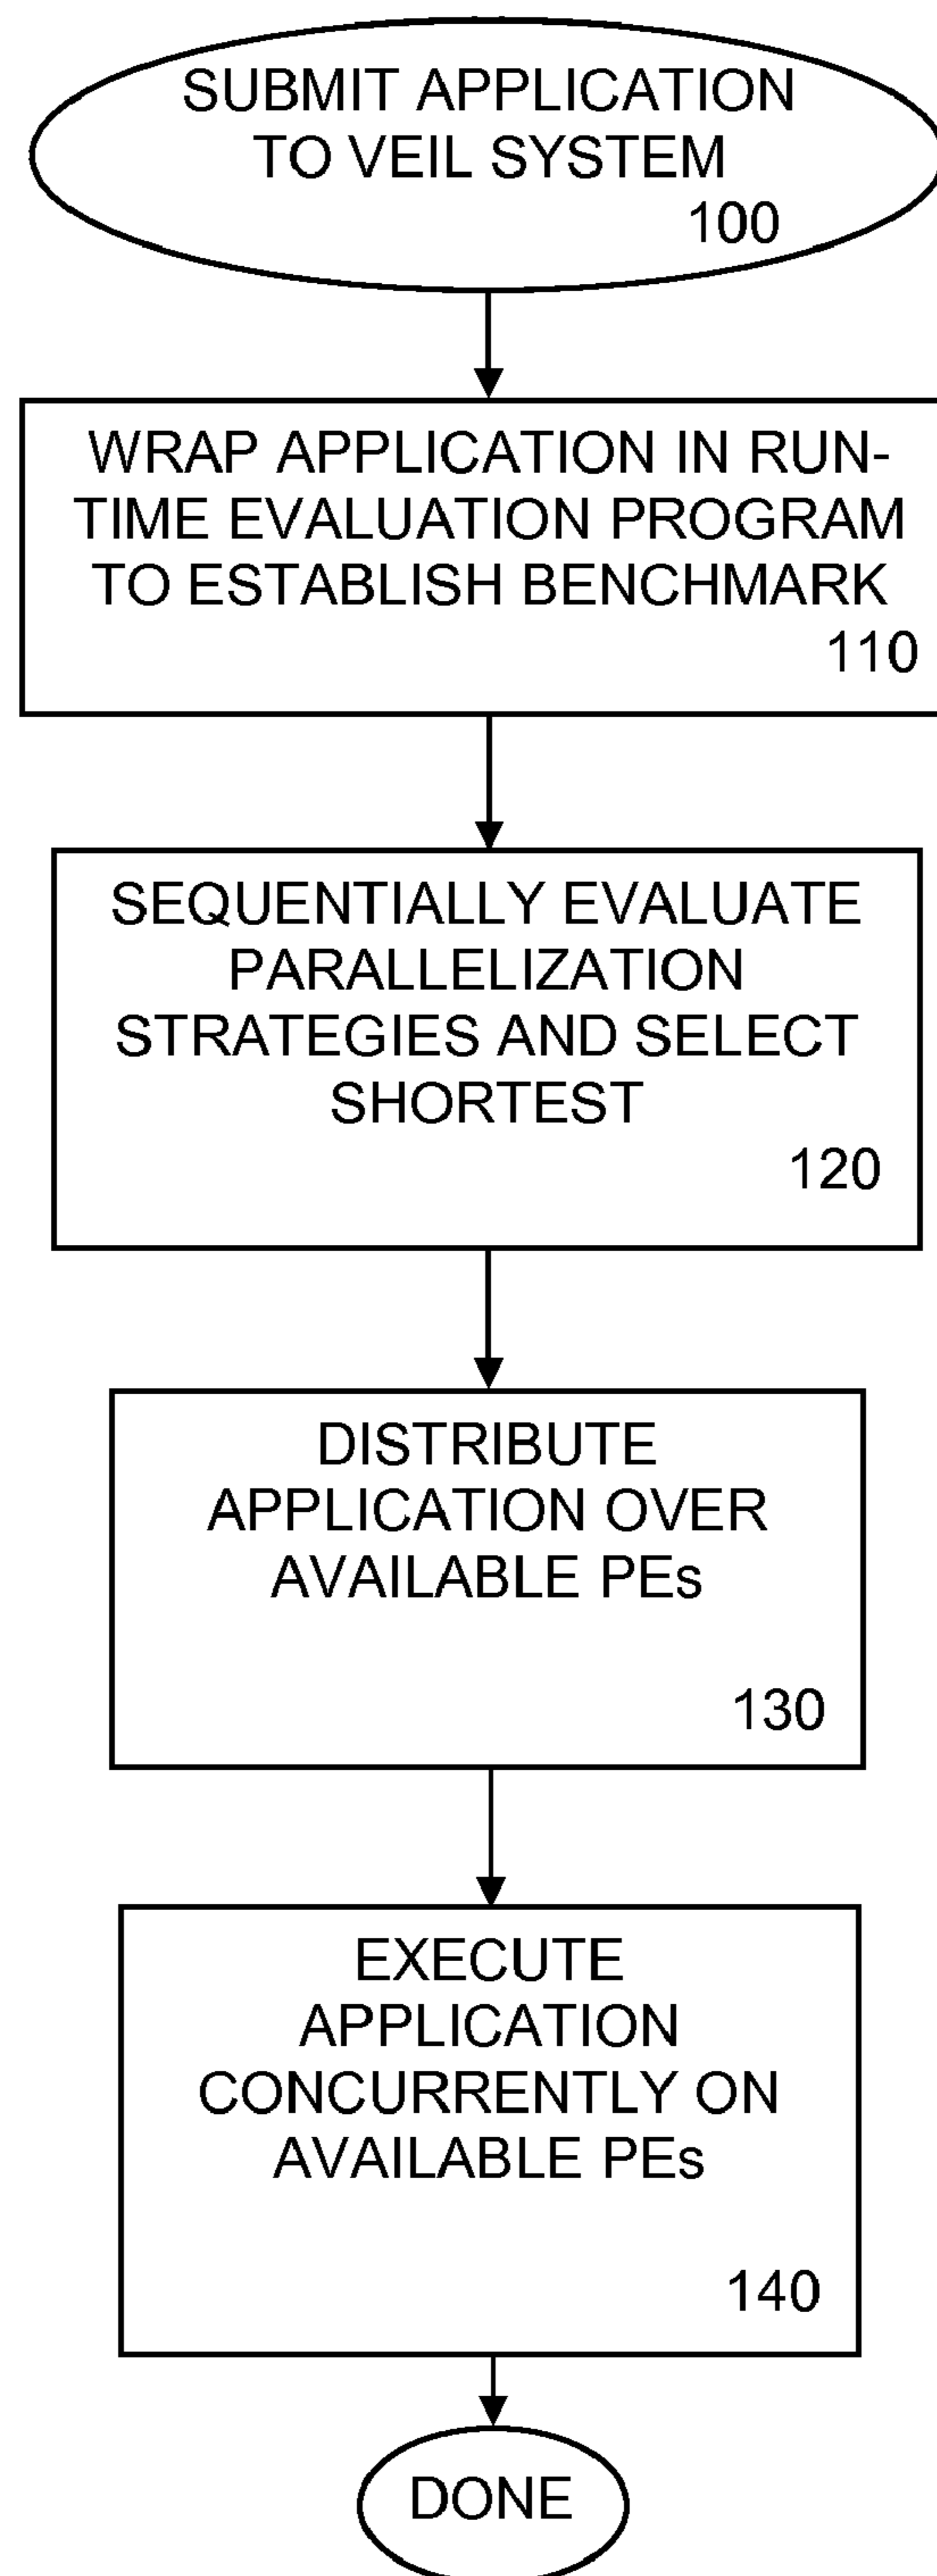 SUBMIT APPLICATION
TO VEIL SYSTEM
100
WRAP APPLICATION IN RUN-
TIME EVALUATION PROGRAM
TO ESTABLISH BENCHMARK
110
SEQUENTIALLY EVALUATE
PARALLELIZATION
STRATEGIES AND SELECT
SHORTEST
120
DISTRIBUTE
APPLICATION OVER
AVAILABLE PEs
130
EXECUTE
APPLICATION
CONCURRENTLY ON
AVAILABLE PEs
140
DONE